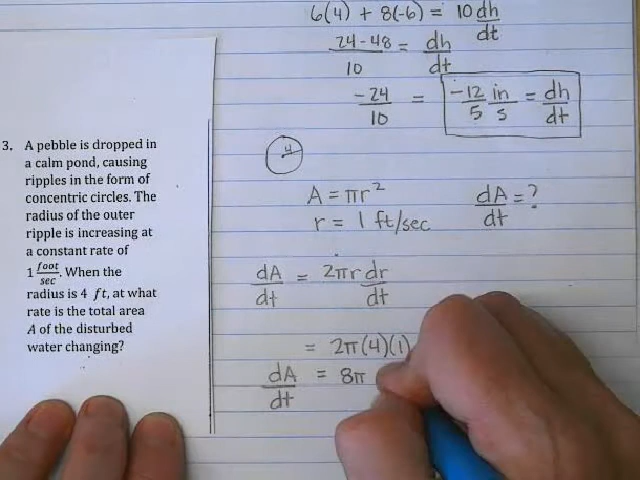 6(4) + 8(-6) = 10 dh/dt
24-48/10 = dh/dt
-24/10 = -12/5 in/s = dh/dt
3. A pebble is dropped in
a calm pond, causing
ripples in the form of
concentric circles. The
radius of the outer
ripple is increasing at
a constant rate of
1 foot/sec. When the
radius is 4 ft, at what
rate is the total area
A of the disturbed
water changing?
4
A = πr² dA/dt = ?
r = 1 ft/sec
dA/dt = 2πr dr/dt
= 2π(4)(1)
dA/dt = 8π